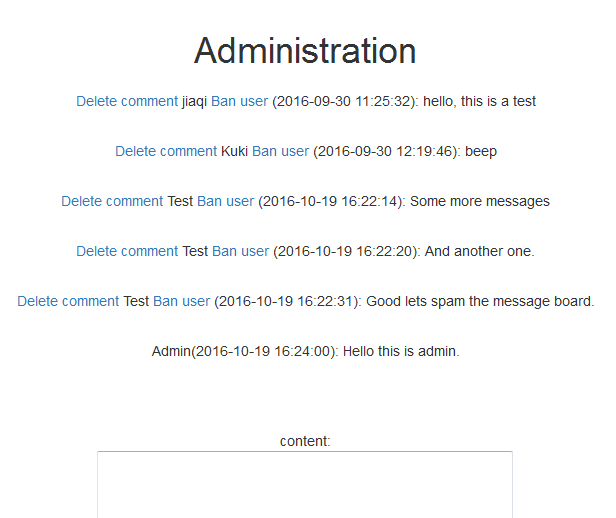 Administration
Delete comment jiaqi Ban user (2016-09-30 11:25:32): hello, this is a test
Delete comment Kuki Ban user (2016-09-30 12:19:46): beep
Delete comment Test Ban user (2016-10-19 16:22:14): Some more messages
Delete comment Test Ban user (2016-10-19 16:22:20): And another one.
Delete comment Test Ban user (2016-10-19 16:22:31): Good lets spam the message board.
Admin(2016-10-19 16:24:00): Hello this is admin.
content: